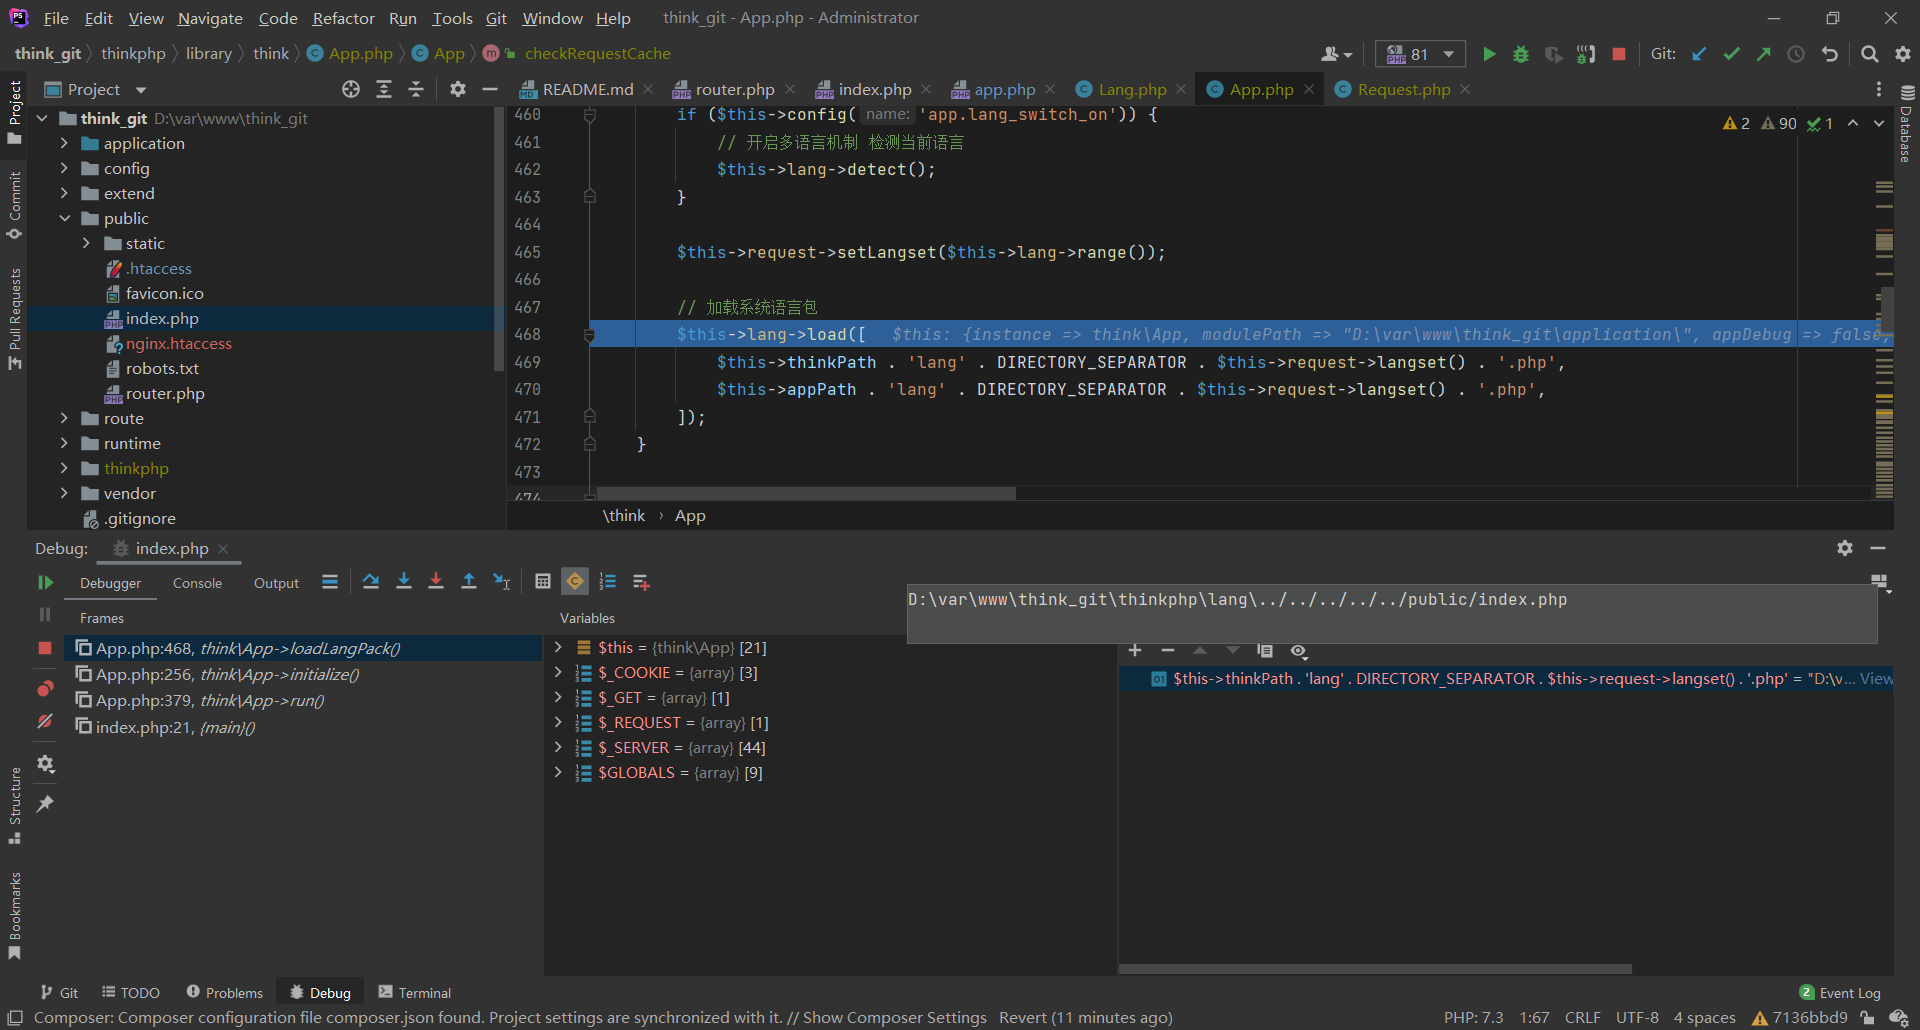 File Edit View Navigate Code Refactor Run Tools Git Window Help think_git - App.php - Administrator
think_git thinkphp library think App.php App checkRequestCache
81 Git:
Project README.md router.php index.php app.php Lang.php App.php Request.php
think_git D:\var\www\think_git
application
config
extend
public
static
.htaccess
favicon.ico
index.php
nginx.htaccess
robots.txt
router.php
route
runtime
thinkphp
vendor
.gitignore
Project
Commit
Pull Requests
Structure
Bookmarks
Database
2 90 1
460 if ($this->config( name: 'app.lang_switch_on')) {
461 // 开启多语言机制 检测当前语言
462 $this->lang->detect();
463 }
464
465 $this->request->setLangset($this->lang->range());
466
467 // 加载系统语言包
468 $this->lang->load([ $this: {instance => think\App, modulePath => "D:\var\www\think_git\application\", appDebug => false,
469 $this->thinkPath . 'lang' . DIRECTORY_SEPARATOR . $this->request->langset() . '.php',
470 $this->appPath . 'lang' . DIRECTORY_SEPARATOR . $this->request->langset() . '.php',
471 ]);
472 }
473
474
\think › App
Debug: index.php
Debugger Console Output
Frames
App.php:468, think\App->loadLangPack()
App.php:256, think\App->initialize()
App.php:379, think\App->run()
index.php:21, {main}()
Variables
$this = {think\App} [21]
$_COOKIE = {array} [3]
$_GET = {array} [1]
$_REQUEST = {array} [1]
$_SERVER = {array} [44]
$GLOBALS = {array} [9]
D:\var\www\think_git\thinkphp\lang\../../../../../public/index.php
$this->thinkPath . 'lang' . DIRECTORY_SEPARATOR . $this->request->langset() . '.php' = "D:\v... View
Git TODO Problems Debug Terminal 2 Event Log
Composer: Composer configuration file composer.json found. Project settings are synchronized with it. // Show Composer Settings Revert (11 minutes ago) PHP: 7.3 1:67 CRLF UTF-8 4 spaces 7136bbd9